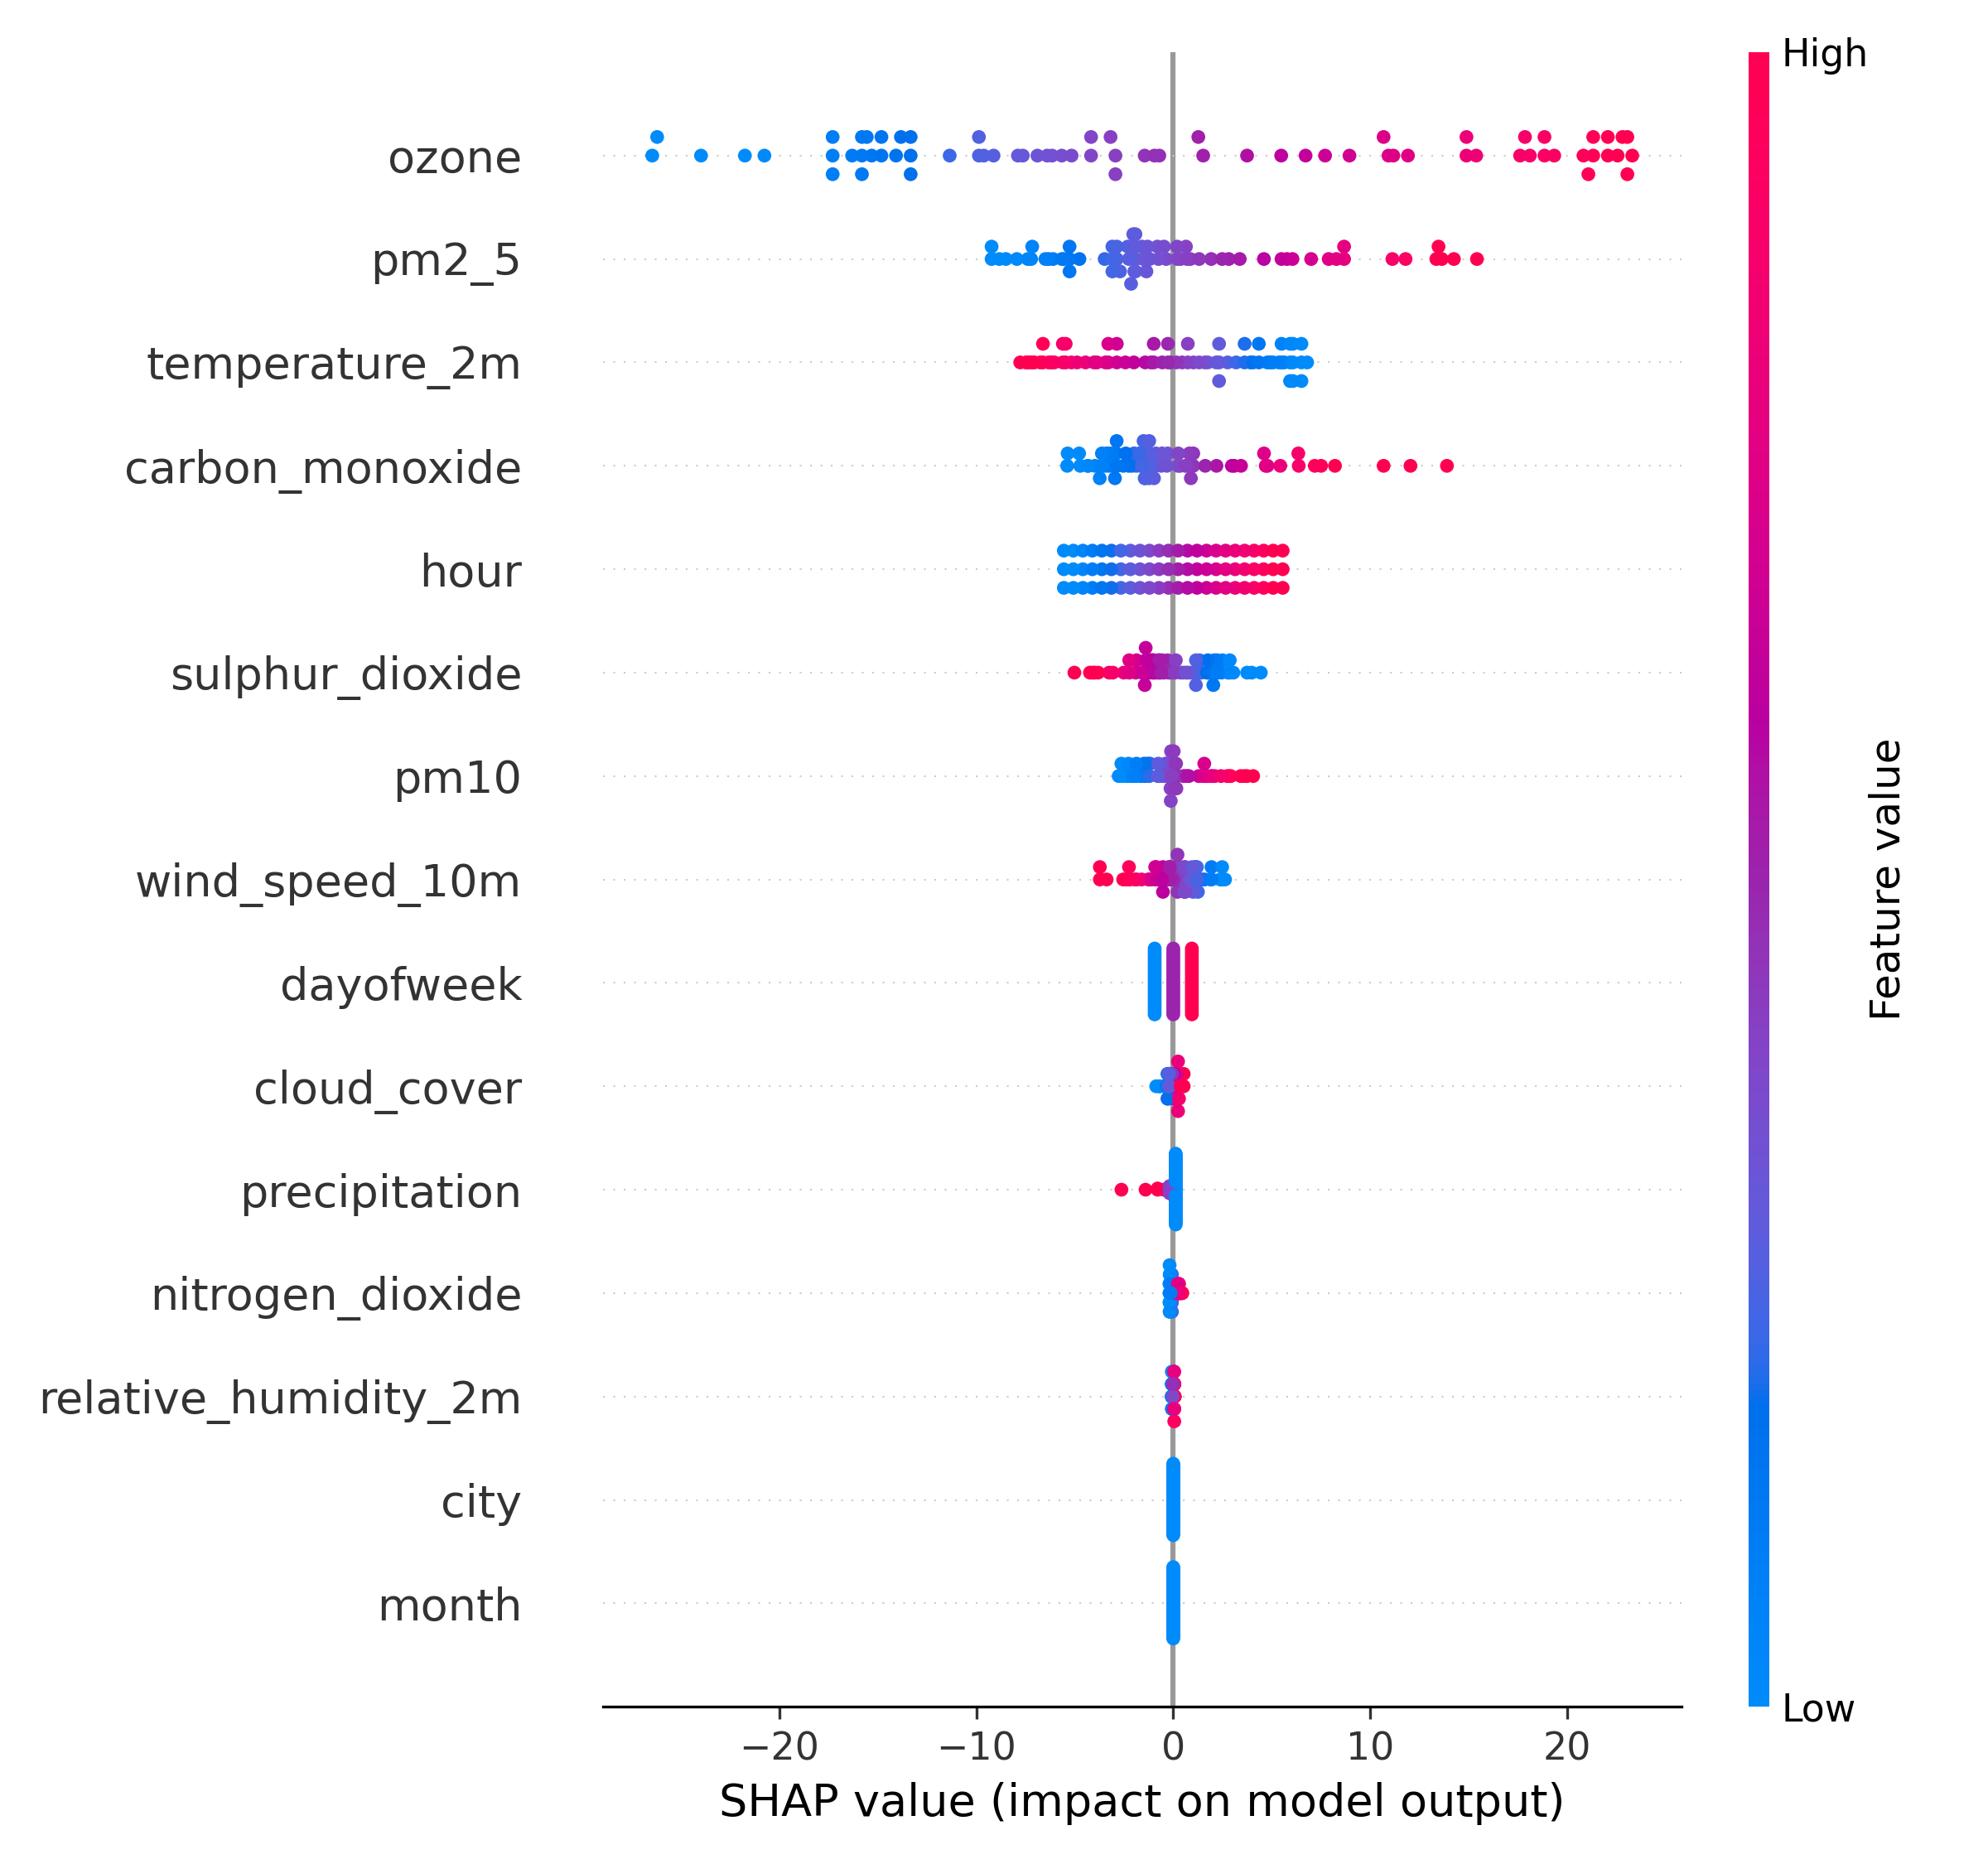 High
ozone
pm2_5
temperature_2m
carbon_monoxide
hour
sulphur_dioxide
pm10
wind_speed_10m
dayofweek
cloud_cover
precipitation
nitrogen_dioxide
relative_humidity_2m
city
month
Feature value
Low
−20 −10 0 10 20
SHAP value (impact on model output)